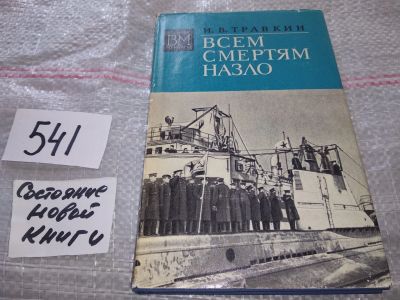 ВМ
И. В. ТРАВКИН
ВСЕМ
СМЕРТЯМ
НАЗЛО
541
Состояние
новой
книги